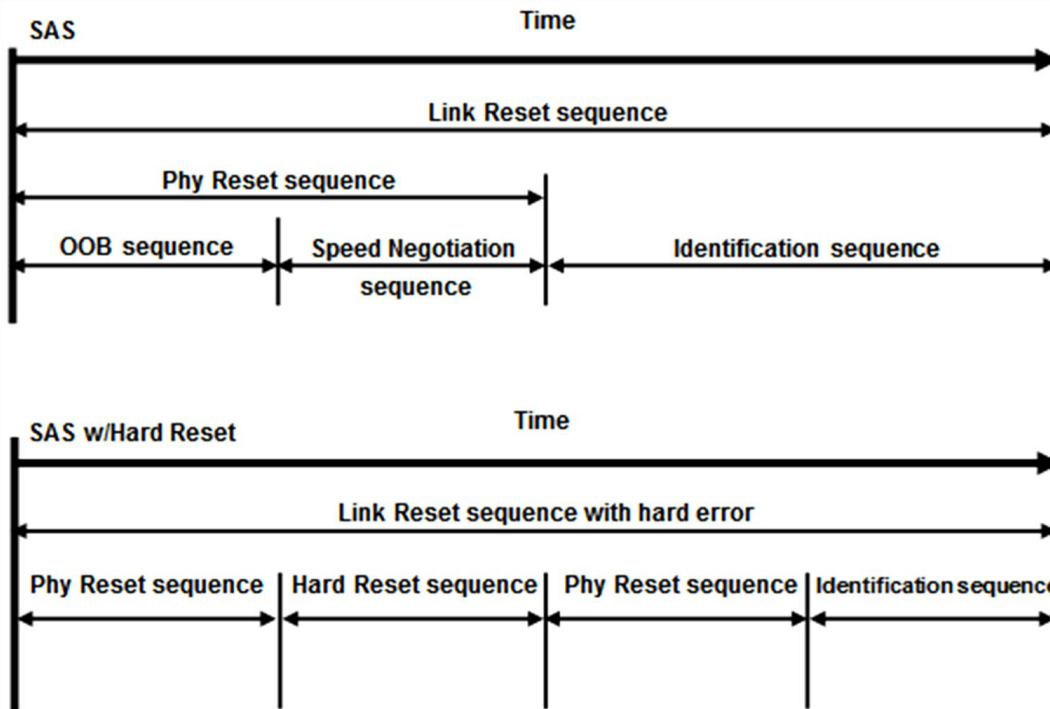 SAS
Time
Link Reset sequence
Phy Reset sequence
OOB sequence
Speed Negotiation
sequence
Identification sequence
SAS w/Hard Reset
Time
Link Reset sequence with hard error
Phy Reset sequence
Hard Reset sequence
Phy Reset sequence
Identification sequence